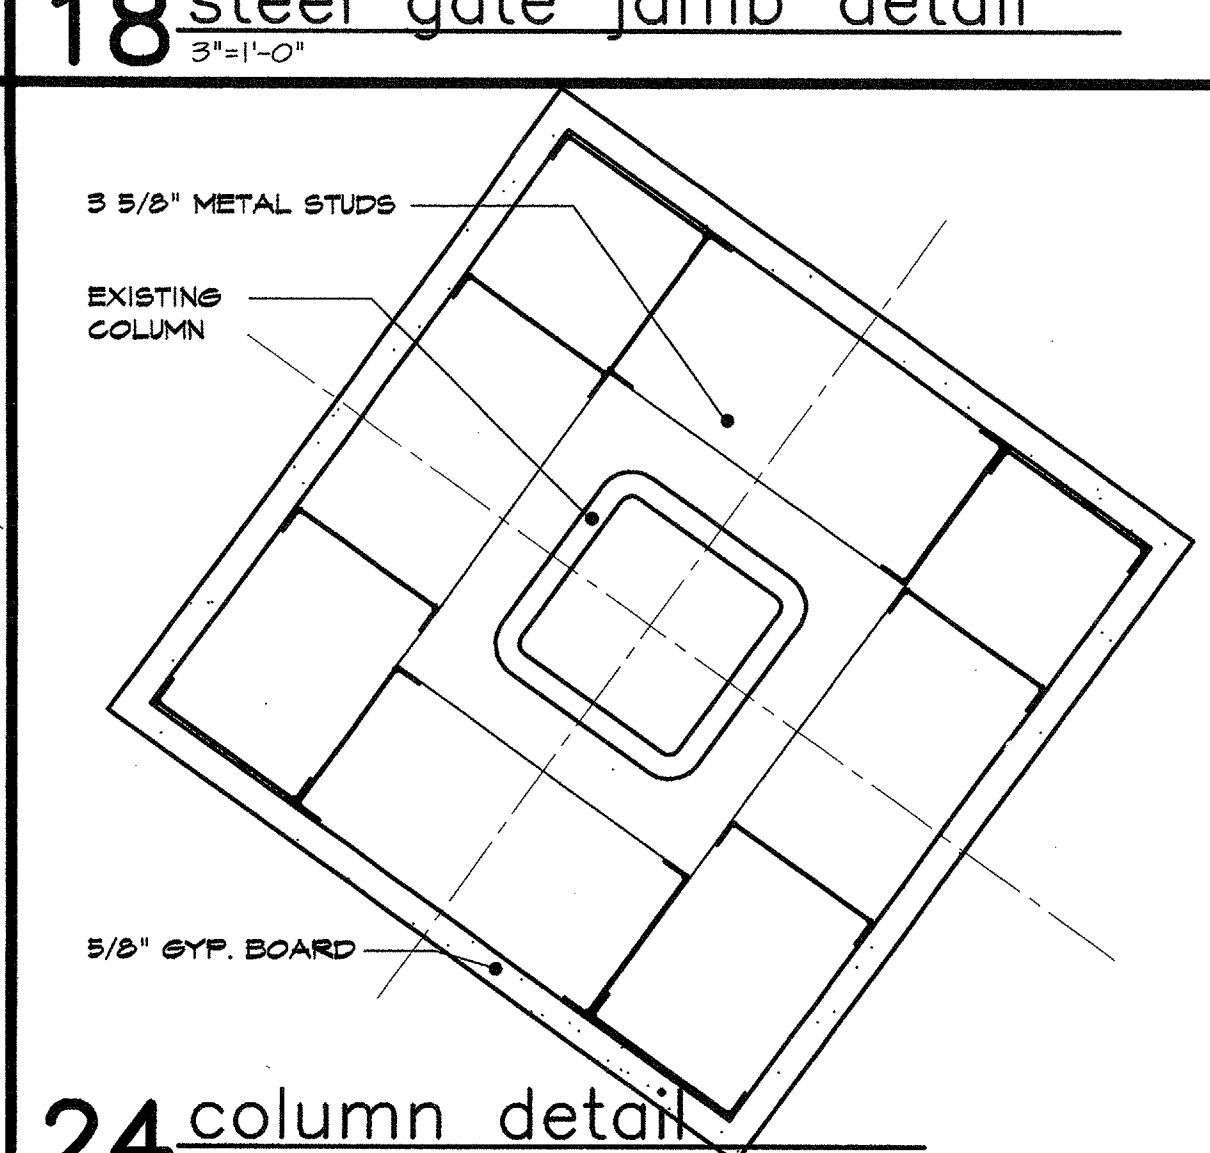 18 steel gate jamb detail
3"=1'-0"
3 5/8" METAL STUDS
EXISTING
COLUMN
5/8" GYP. BOARD
24 column detail